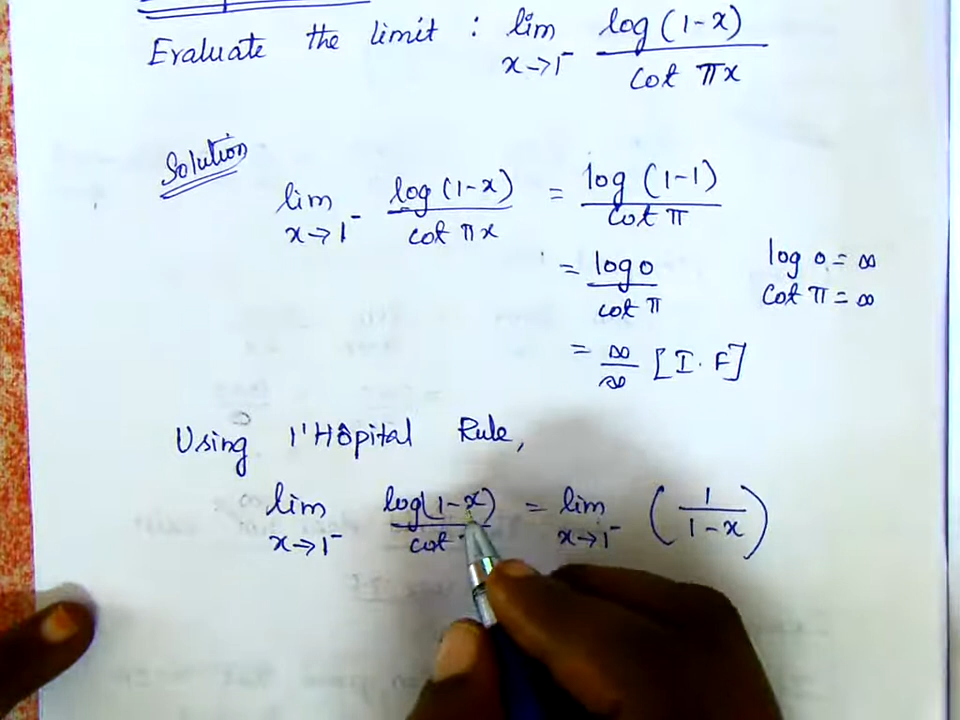 Evaluate the limit : lim x→1⁻ log(1-x) / cot πx
Solution
lim x→1⁻ log(1-x) / cot πx = log(1-1) / cot π
= log 0 / cot π
log 0 = ∞
cot π = ∞
= ∞ / ∞ [I.F]
Using l'Hôpital Rule,
lim x→1⁻ log(1-x) / cot = lim x→1⁻ (1 / 1-x)